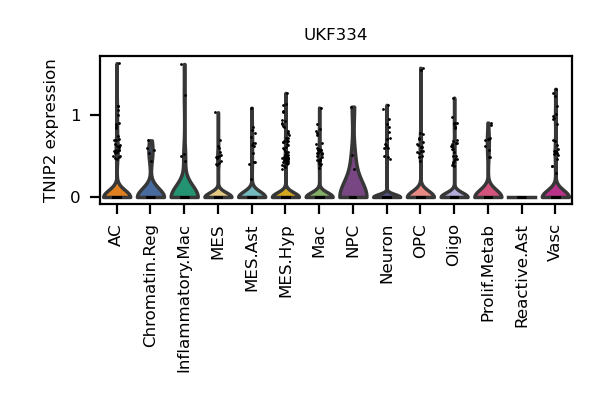 UKF334
TNIP2 expression
1
0
AC
Chromatin.Reg
Inflammatory.Mac
MES
MES.Ast
MES.Hyp
Mac
NPC
Neuron
OPC
Oligo
Prolif.Metab
Reactive.Ast
Vasc